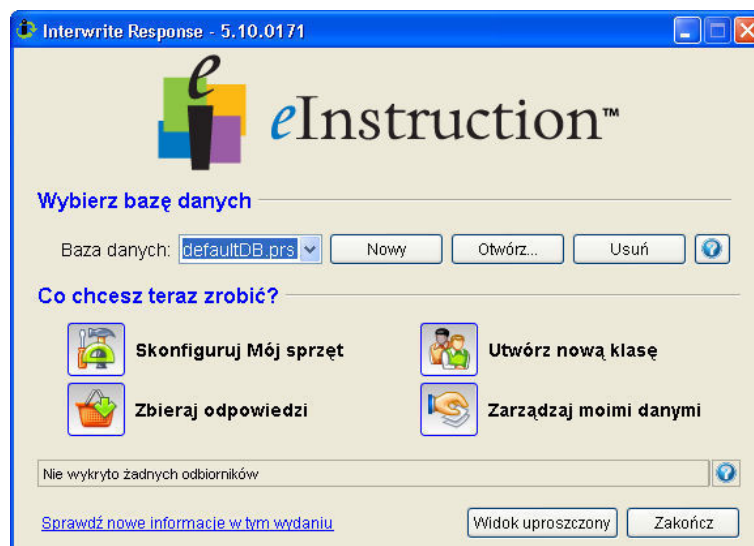 Interwrite Response - 5.10.0171
eInstruction™
Wybierz bazę danych
Baza danych: defaultDB.prs Nowy Otwórz... Usuń ?
Co chcesz teraz zrobić?
Skonfiguruj Mój sprzęt Utwórz nową klasę
Zbieraj odpowiedzi Zarządzaj moimi danymi
Nie wykryto żadnych odbiorników ?
Sprawdź nowe informacje w tym wydaniu Widok uproszczony Zakończ